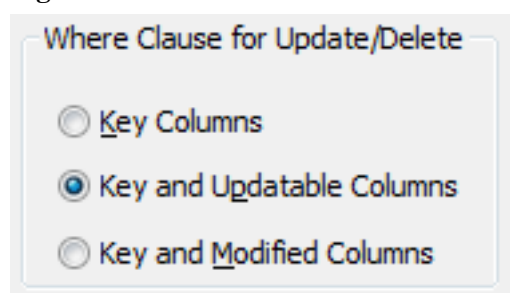 Where Clause for Update/Delete
Key Columns
Key and Updatable Columns
Key and Modified Columns